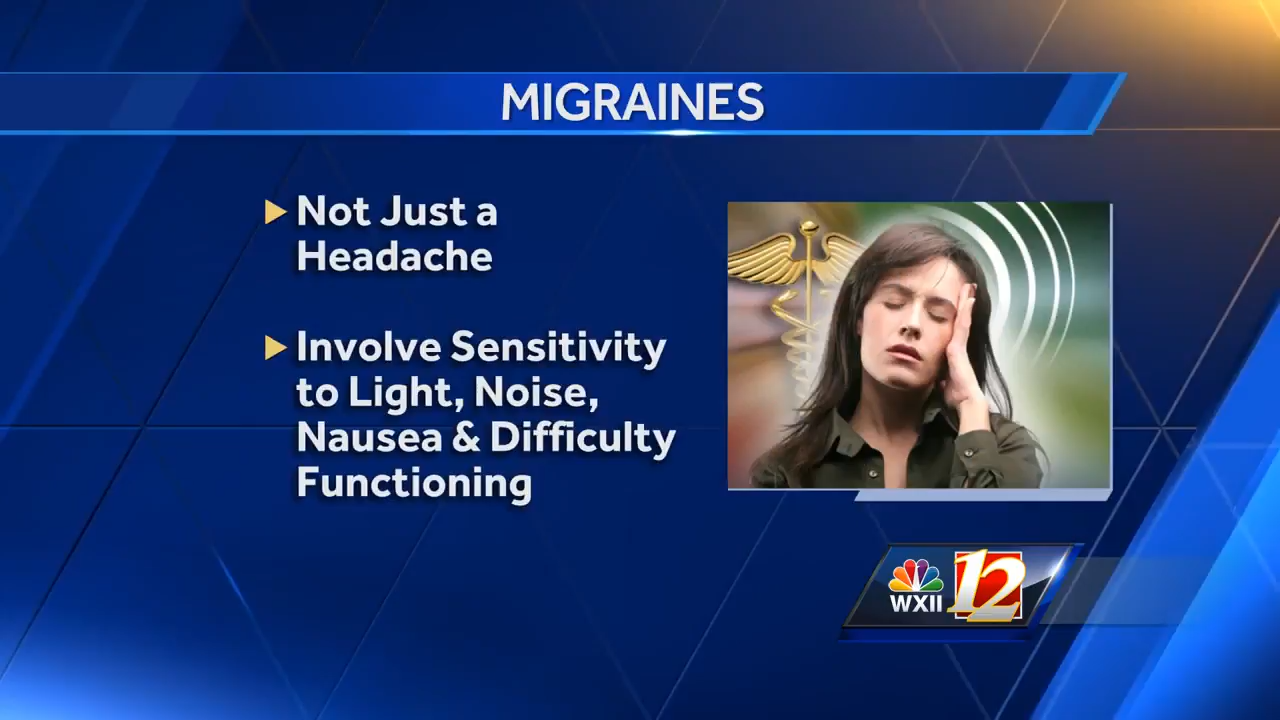 MIGRAINES
Not Just a
Headache
Involve Sensitivity
to Light, Noise,
Nausea & Difficulty
Functioning
WXII 12